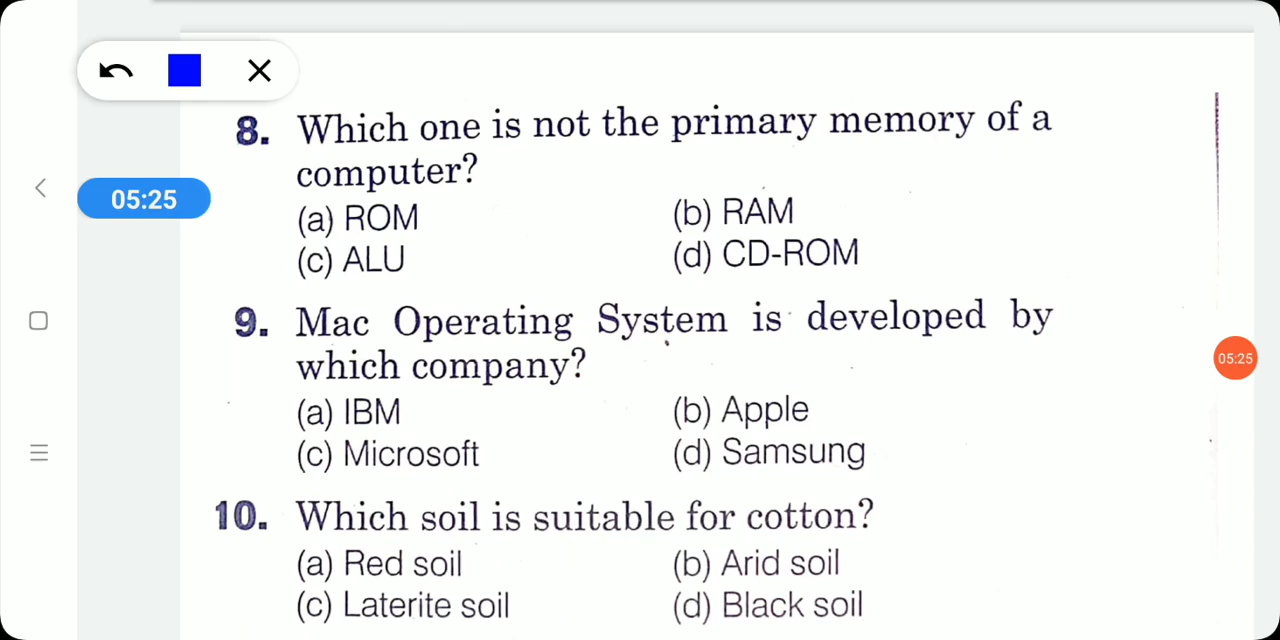 05:25
8. Which one is not the primary memory of a
computer?
(a) ROM (b) RAM
(c) ALU (d) CD-ROM
9. Mac Operating System is developed by
which company?
05:25
(a) IBM (b) Apple
(c) Microsoft (d) Samsung
10. Which soil is suitable for cotton?
(a) Red soil (b) Arid soil
(c) Laterite soil (d) Black soil